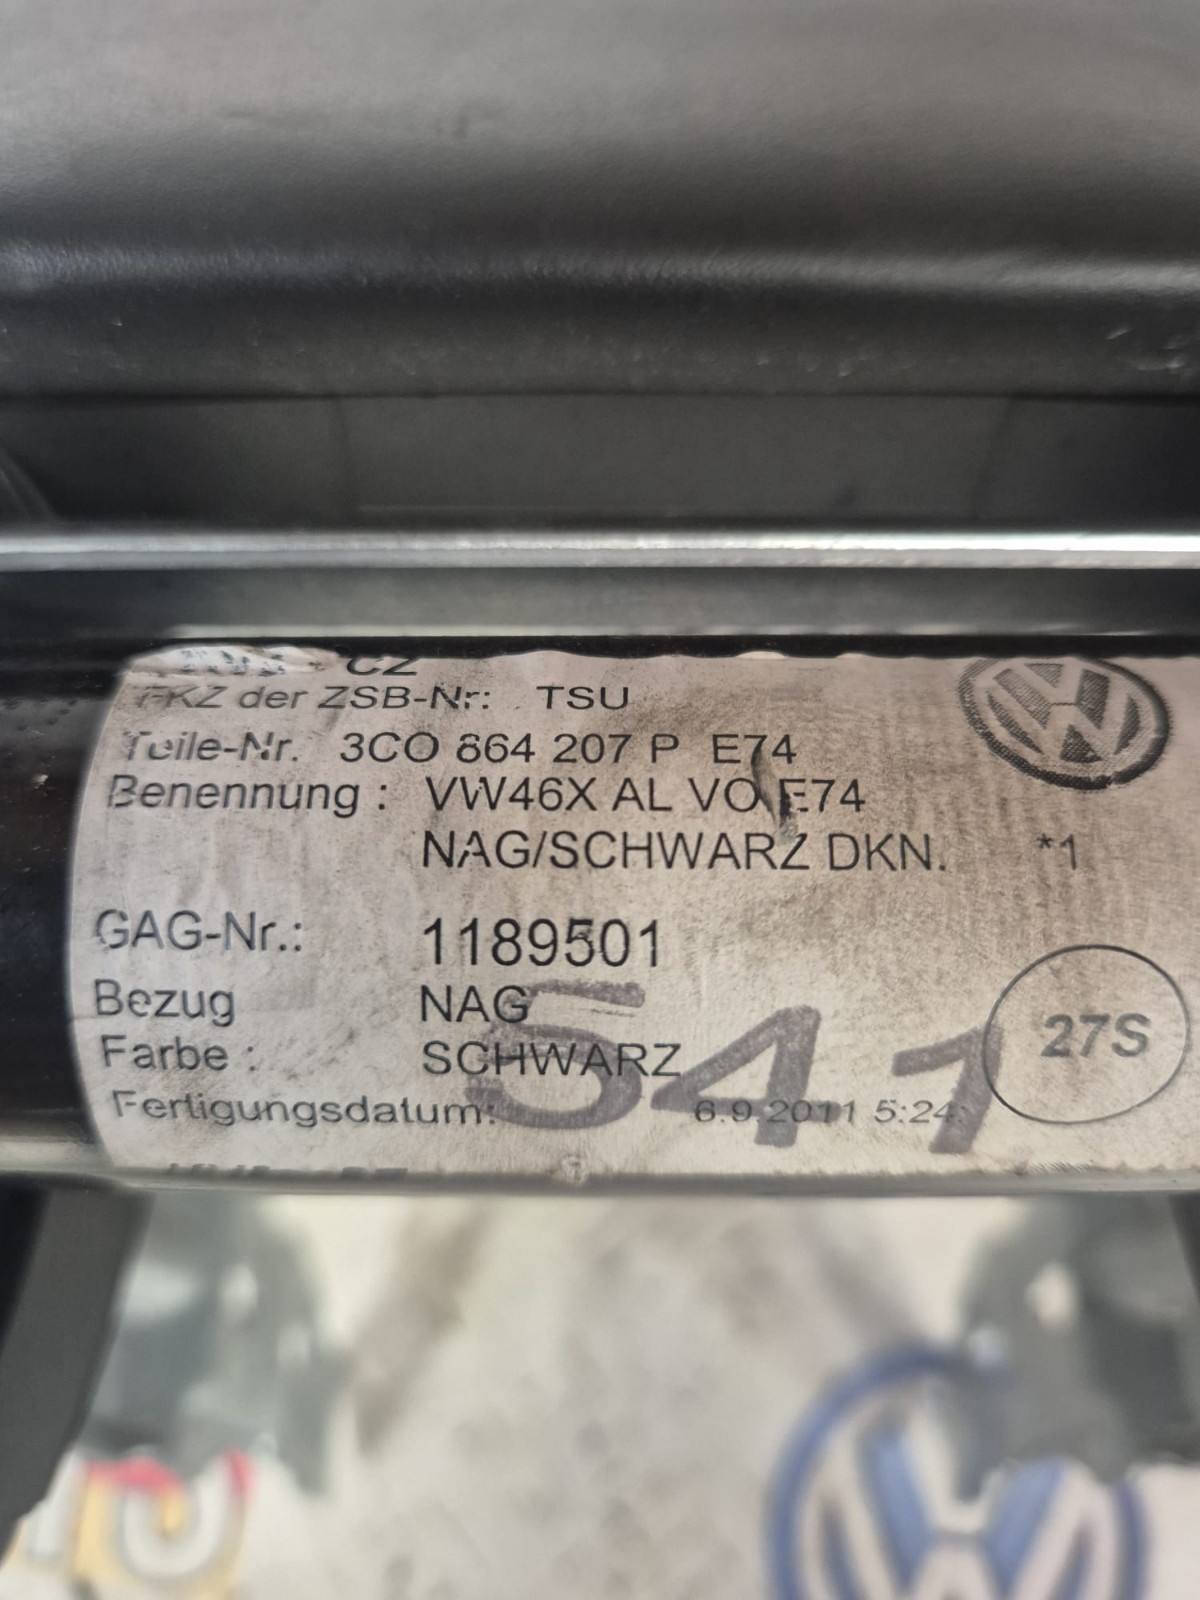 CZ
FKZ der ZSB-Nr: TSU
Teile-Nr. 3C0 864 207 P E74
Benennung : VW46X AL VO E74
NAG/SCHWARZ DKN. *1
GAG-Nr.: 1189501
Bezug NAG
541
27S
Farbe : SCHWARZ
Fertigungsdatum: 6.9.2011 5:24: